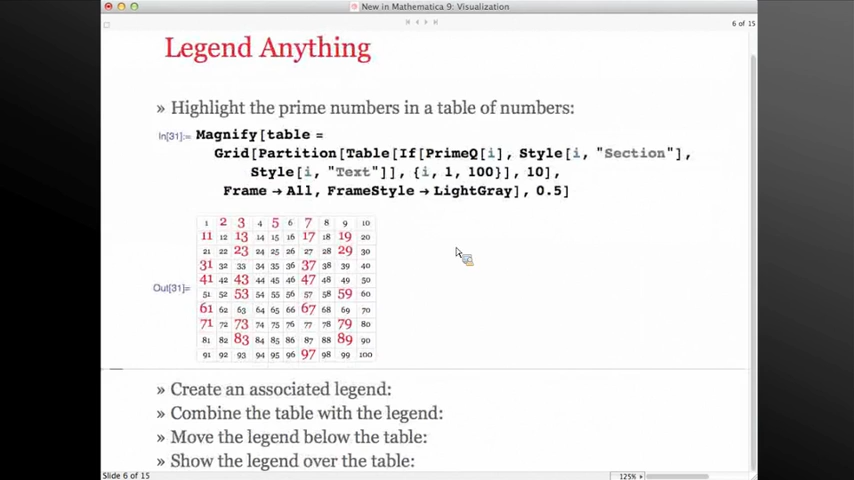 New in Mathematica 9: Visualization
6 of 15
Legend Anything
» Highlight the prime numbers in a table of numbers:
In[31]:= Magnify[table =
Grid[Partition[Table[If[PrimeQ[i], Style[i, "Section"],
Style[i, "Text"]], {i, 1, 100}], 10],
Frame → All, FrameStyle → LightGray], 0.5]
1 2 3 4 5 6 7 8 9 10
11 12 13 14 15 16 17 18 19 20
21 22 23 24 25 26 27 28 29 30
31 32 33 34 35 36 37 38 39 40
41 42 43 44 45 46 47 48 49 50
Out[31]=
51 52 53 54 55 56 57 58 59 60
61 62 63 64 65 66 67 68 69 70
71 72 73 74 75 76 77 78 79 80
81 82 83 84 85 86 87 88 89 90
91 92 93 94 95 96 97 98 99 100
» Create an associated legend:
» Combine the table with the legend:
» Move the legend below the table:
» Show the legend over the table:
Slide 6 of 15
125%